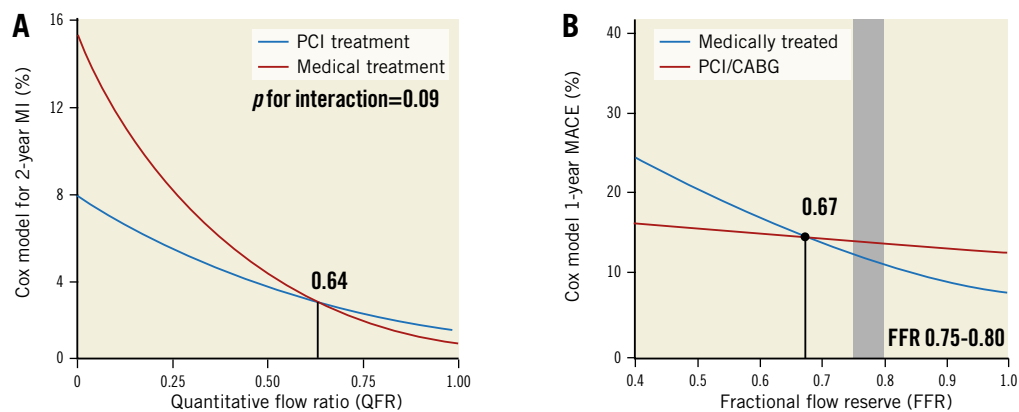 A
Cox model for 2-year MI (%)
16
12
8
4
0
PCI treatment
Medical treatment
p for interaction=0.09
0.64
0
0.25
0.50
0.75
1.00
Quantitative flow ratio (QFR)
B
Cox model 1-year MACE (%)
40
30
20
10
0
Medically treated
PCI/CABG
0.67
FFR 0.75-0.80
0.4
0.5
0.6
0.7
0.8
0.9
1.0
Fractional flow reserve (FFR)